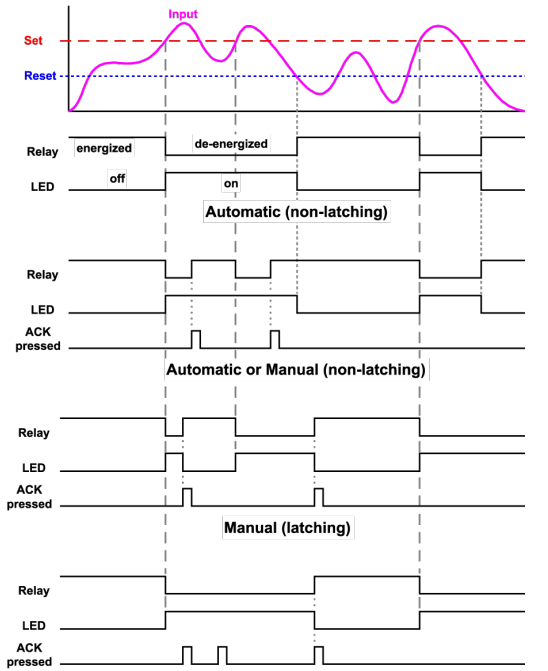 Input
Set
Reset
energized
de-energized
Relay
off
on
LED
Automatic (non-latching)
Relay
LED
ACK
pressed
Automatic or Manual (non-latching)
Relay
LED
ACK
pressed
Manual (latching)
Relay
LED
ACK
pressed